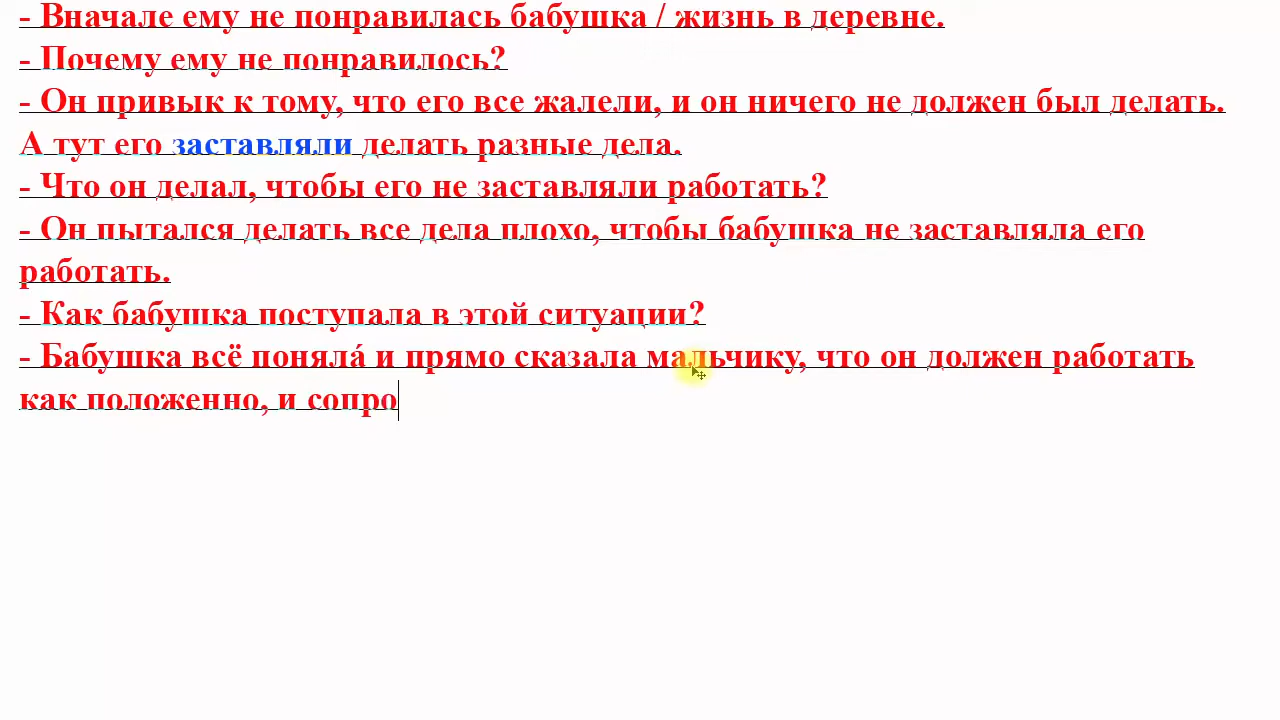 - Вначале ему не понравилась бабушка / жизнь в деревне.
- Почему ему не понравилось?
- Он привык к тому, что его все жалели, и он ничего не должен был делать.
А тут его заставляли делать разные дела.
- Что он делал, чтобы его не заставляли работать?
- Он пытался делать все дела плохо, чтобы бабушка не заставляла его
работать.
- Как бабушка поступала в этой ситуации?
- Бабушка всё поняла́ и прямо сказала мальчику, что он должен работать
как положенно, и сопро